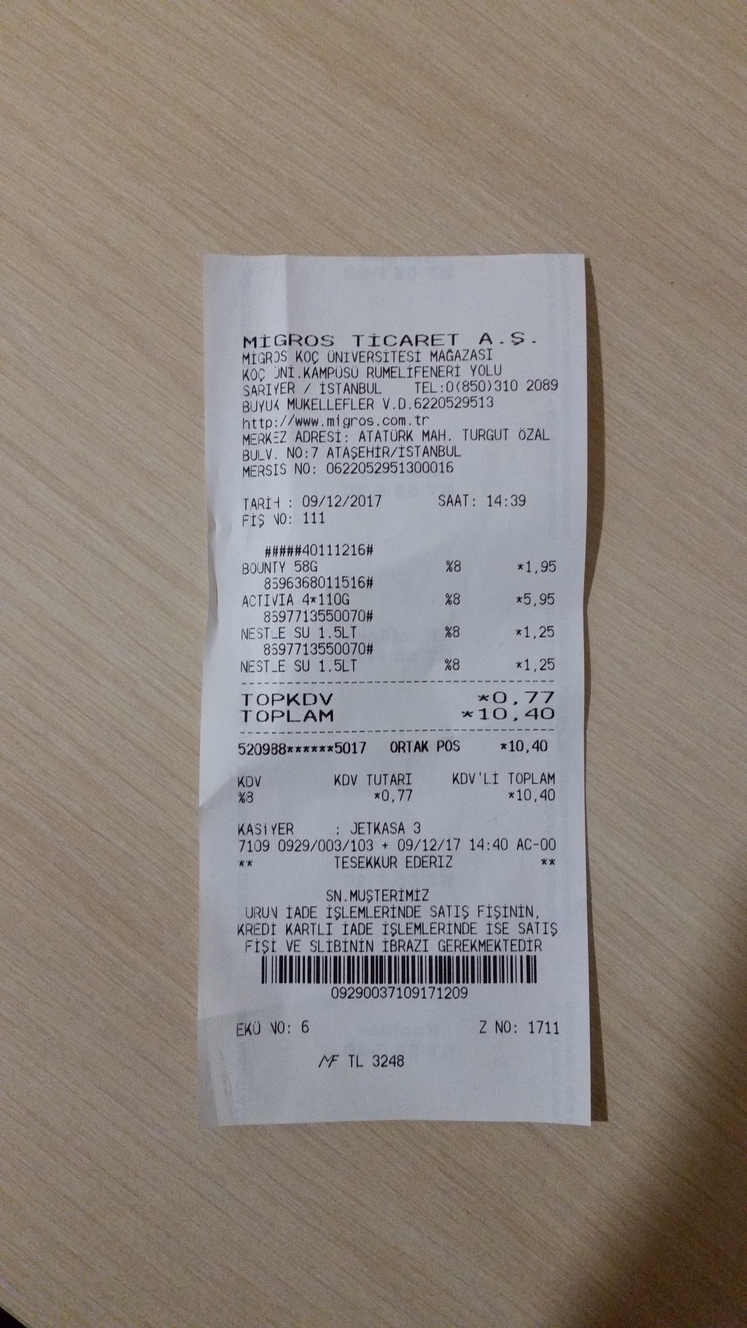 MİGROS TİCARET A.Ş.
MİGROS KOÇ ÜNİVERSİTESİ MAĞAZASI
KOÇ ÜNİ.KAMPÜSÜ RUMELİFENERİ YOLU
SARIYER / İSTANBUL TEL:0(850)310 2089
BÜYÜK MÜKELLEFLER V.D.6220529513
http://www.migros.com.tr
MERKEZ ADRESİ: ATATÜRK MAH. TURGUT ÖZAL
BULV. NO:7 ATAŞEHİR/İSTANBUL
MERSİS NO: 0622052951300016
TARİH : 09/12/2017 SAAT: 14:39
FİŞ NO: 111
#####40111216#
BOUNTY 58G %8 *1,95
8696368011516#
ACTIVIA 4*110G %8 *5,95
8697713550070#
NESTLE SU 1.5LT %8 *1,25
8697713550070#
NESTLE SU 1.5LT %8 *1,25
TOPKDV *0,77
TOPLAM *10,40
520988******5017 ORTAK POS *10,40
KDV KDV TUTARI KDV'Lİ TOPLAM
%8 *0,77 *10,40
KASİYER : JETKASA 3
7109 0929/003/103 + 09/12/17 14:40 AC-00
** TESEKKUR EDERIZ **
SN.MÜŞTERİMİZ
ÜRÜN İADE İŞLEMLERİNDE SATIŞ FİŞİNİN,
KREDİ KARTLI İADE İŞLEMLERİNDE İSE SATIŞ
FİŞİ VE SLİBİNİN İBRAZI GEREKMEKTEDİR
09290037109171209
EKÜ NO: 6 Z NO: 1711
MF TL 3248